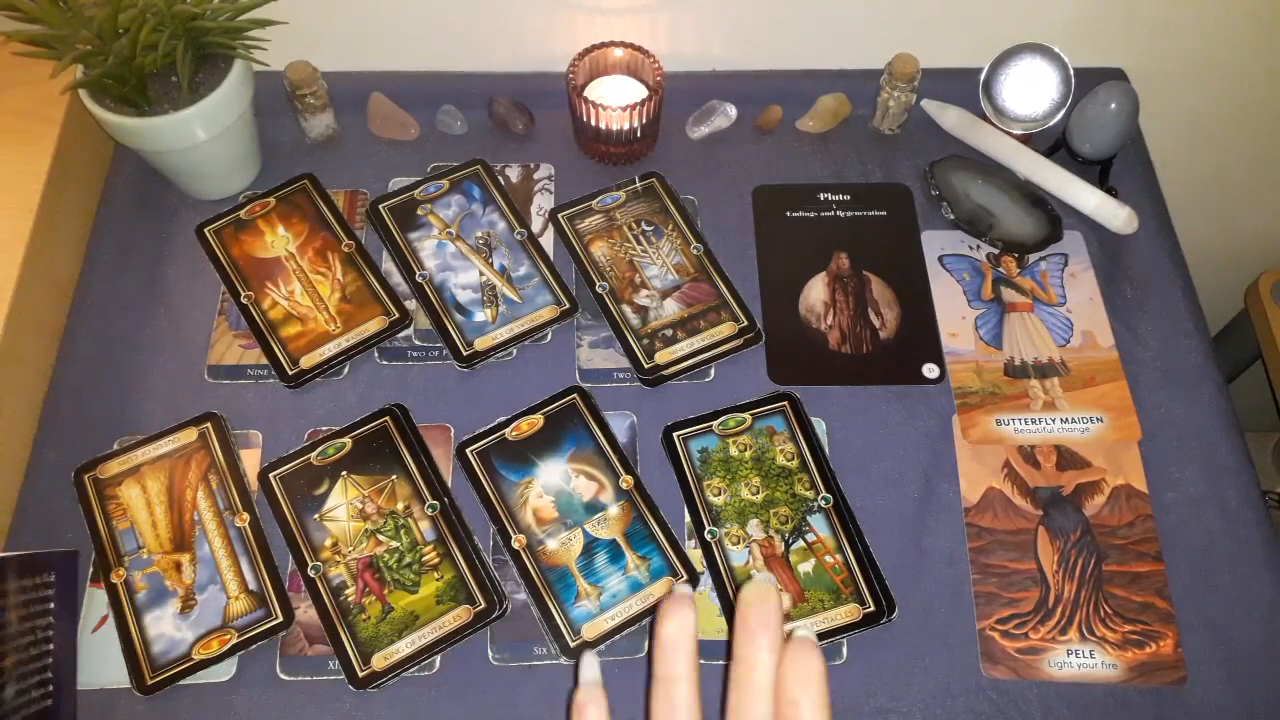 Pluto
Endings and Regeneration
ACE OF WANDS
ACE OF SWORDS
NINE OF SWORDS
NINE
TWO OF P
TWO
BUTTERFLY MAIDEN
Beautiful change
QUEEN OF CUPS
KING OF PENTACLES
TWO OF CUPS
PENTACLES
XI
SIX
PELE
Light your fire